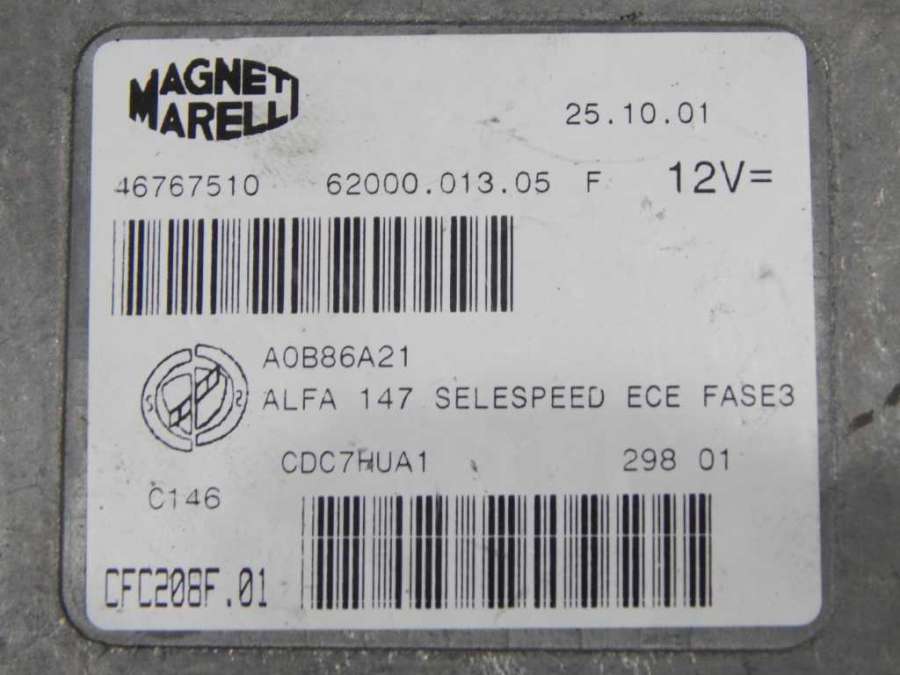 MAGNETI
MARELLI
25.10.01
46767510 62000.013.05 F 12V=
A0B86A21
ALFA 147 SELESPEED ECE FASE3
CDC7HUA1 298 01
C146
CFC208F.01